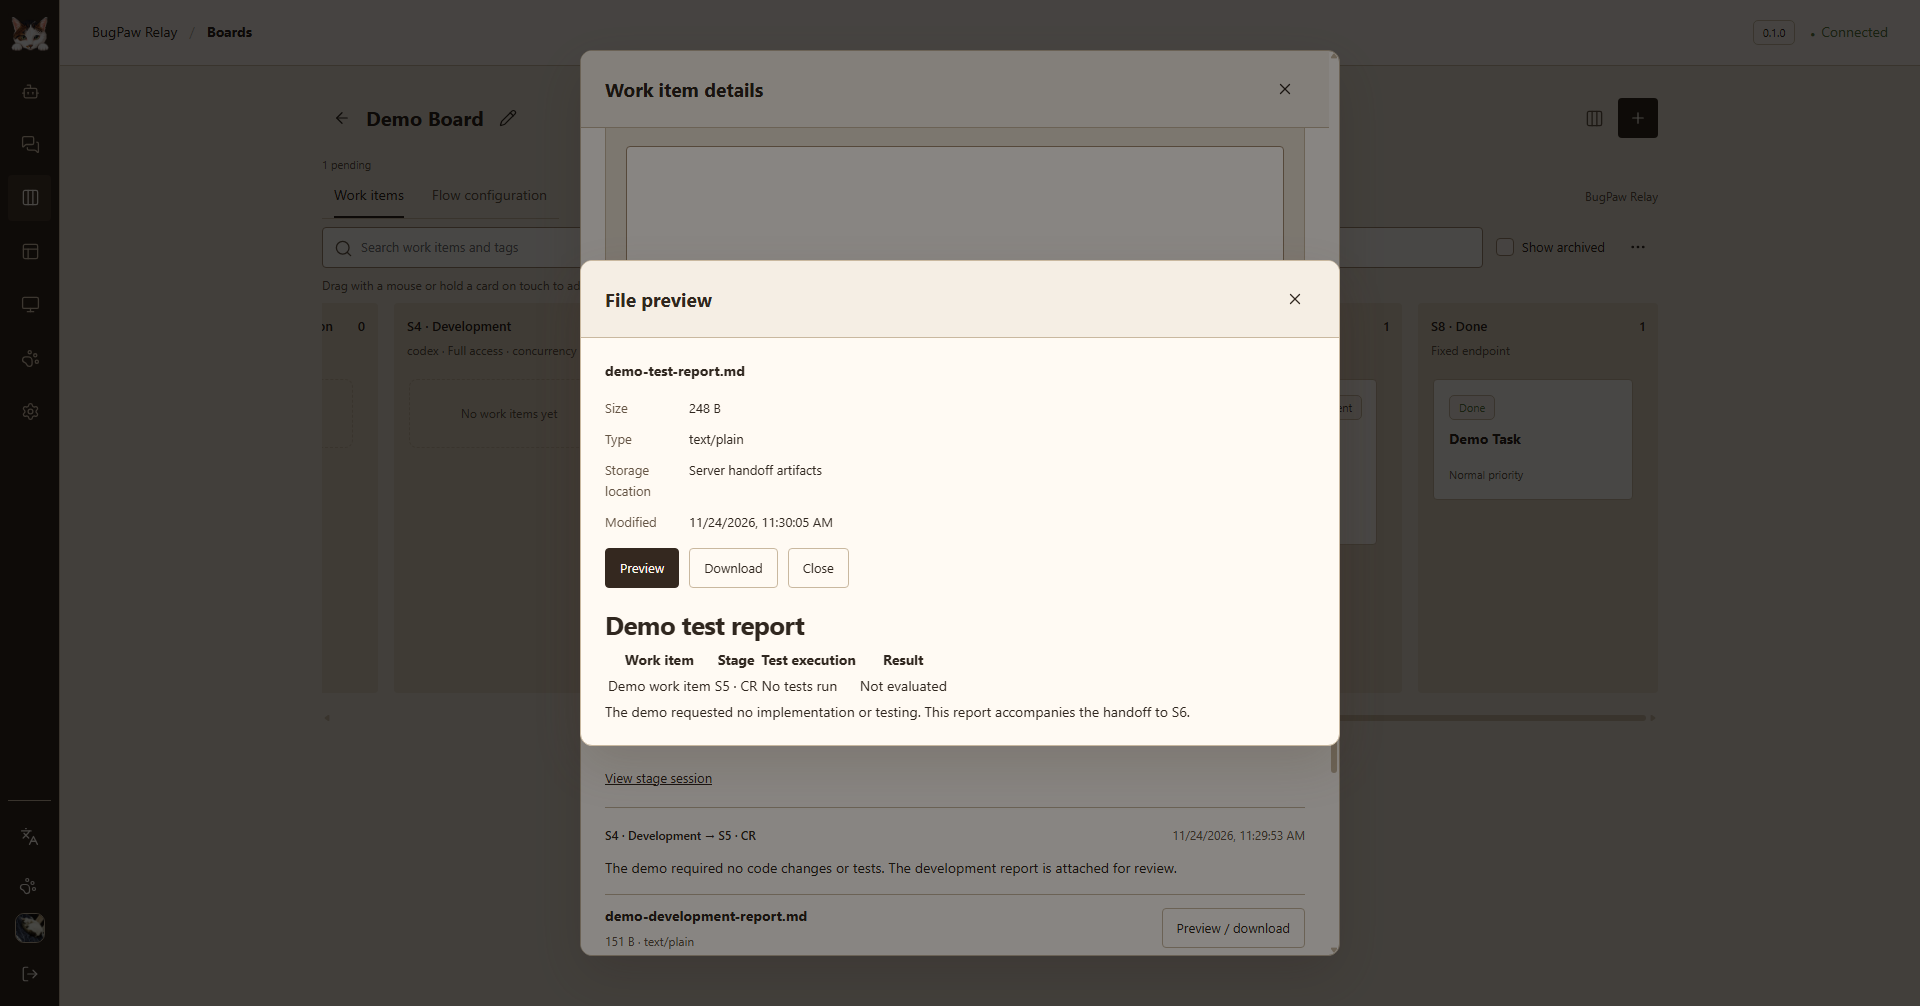 BugPaw Relay / Boards
0.1.0
Connected
Demo Board
1 pending
Work items
Flow configuration
BugPaw Relay
Search work items and tags
Show archived
Drag with a mouse or hold a card on touch to ad
on 0
S4 · Development
codex · Full access · concurrency
No work items yet
1
ent
S8 · Done 1
Fixed endpoint
Done
Demo Task
Normal priority
Work item details
File preview
demo-test-report.md
Size 248 B
Type text/plain
Storage location Server handoff artifacts
Modified 11/24/2026, 11:30:05 AM
Preview
Download
Close
Demo test report
Work item Stage Test execution Result
Demo work item S5 · CR No tests run Not evaluated
The demo requested no implementation or testing. This report accompanies the handoff to S6.
View stage session
S4 · Development → S5 · CR 11/24/2026, 11:29:53 AM
The demo required no code changes or tests. The development report is attached for review.
demo-development-report.md
151 B · text/plain
Preview / download